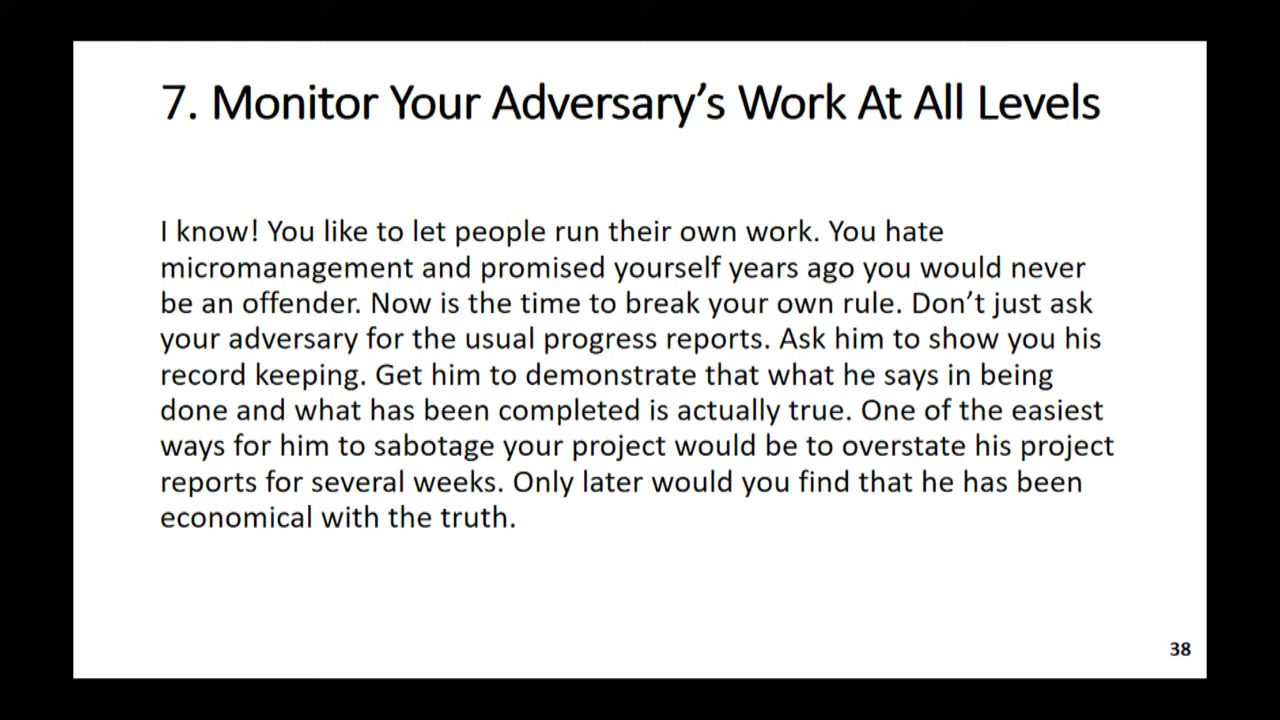 7. Monitor Your Adversary’s Work At All Levels
I know! You like to let people run their own work. You hate
micromanagement and promised yourself years ago you would never
be an offender. Now is the time to break your own rule. Don’t just ask
your adversary for the usual progress reports. Ask him to show you his
record keeping. Get him to demonstrate that what he says in being
done and what has been completed is actually true. One of the easiest
ways for him to sabotage your project would be to overstate his project
reports for several weeks. Only later would you find that he has been
economical with the truth.
38